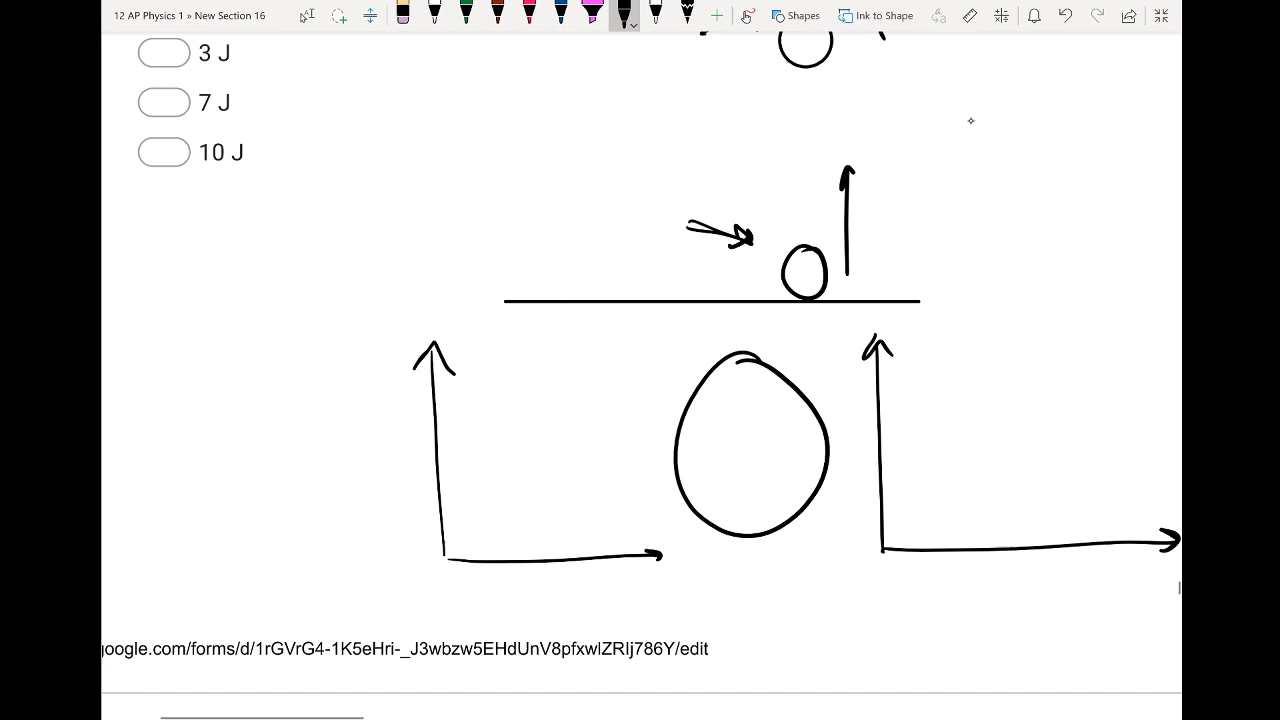 12 AP Physics 1 » New Section 16
Shapes
Ink to Shape
3 J
7 J
10 J
google.com/forms/d/1rGVrG4-1K5eHri-_J3wbzw5EHdUnV8pfxwlZRIj786Y/edit